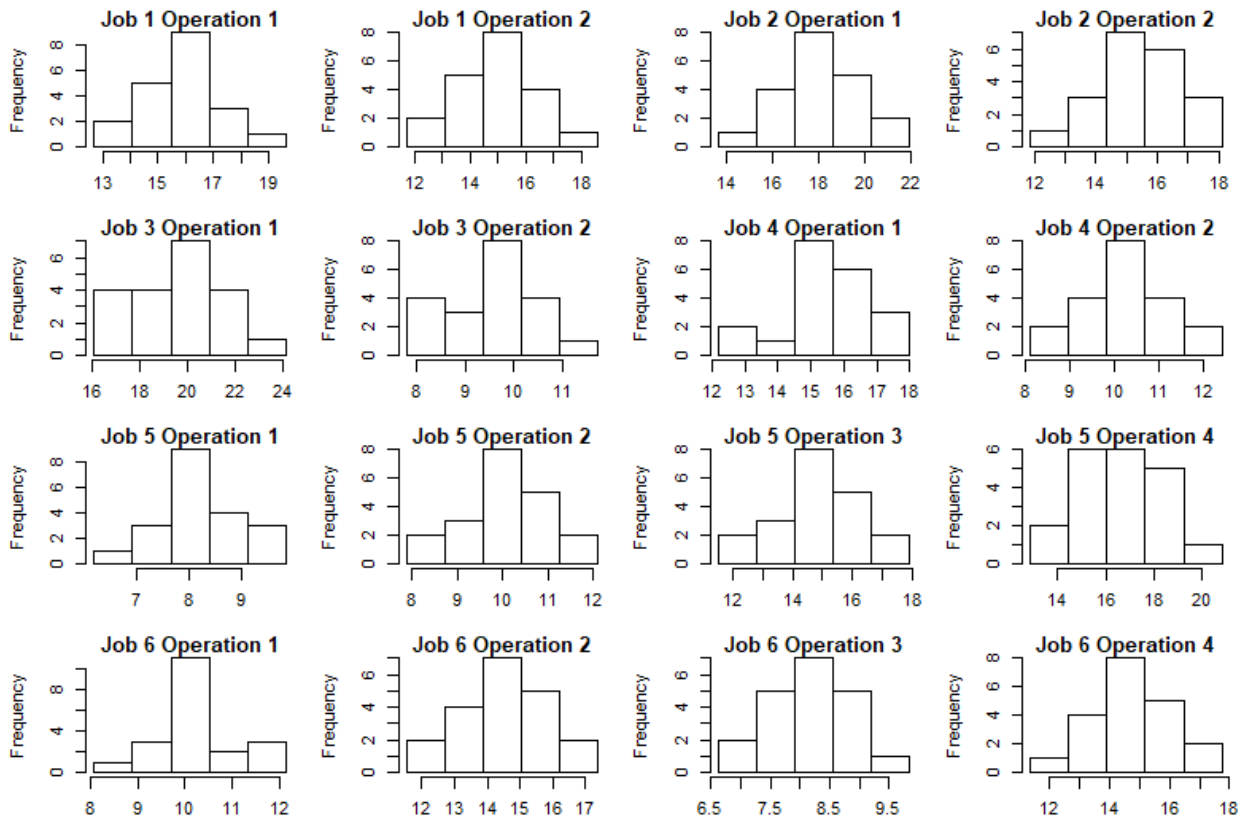 Job 1 Operation 1
Frequency
0 2 4 6 8
13 15 17 19
Job 1 Operation 2
Frequency
0 2 4 6 8
12 14 16 18
Job 2 Operation 1
Frequency
0 2 4 6 8
14 16 18 20 22
Job 2 Operation 2
Frequency
0 2 4 6
12 14 16 18
Job 3 Operation 1
Frequency
0 2 4 6
16 18 20 22 24
Job 3 Operation 2
Frequency
0 2 4 6 8
8 9 10 11
Job 4 Operation 1
Frequency
0 2 4 6 8
12 13 14 15 16 17 18
Job 4 Operation 2
Frequency
0 2 4 6 8
8 9 10 11 12
Job 5 Operation 1
Frequency
0 2 4 6 8
7 8 9
Job 5 Operation 2
Frequency
0 2 4 6 8
8 9 10 11 12
Job 5 Operation 3
Frequency
0 2 4 6 8
12 14 16 18
Job 5 Operation 4
Frequency
0 2 4 6
14 16 18 20
Job 6 Operation 1
Frequency
0 4 8
8 9 10 11 12
Job 6 Operation 2
Frequency
0 2 4 6
12 13 14 15 16 17
Job 6 Operation 3
Frequency
0 2 4 6
6.5 7.5 8.5 9.5
Job 6 Operation 4
Frequency
0 2 4 6 8
12 14 16 18